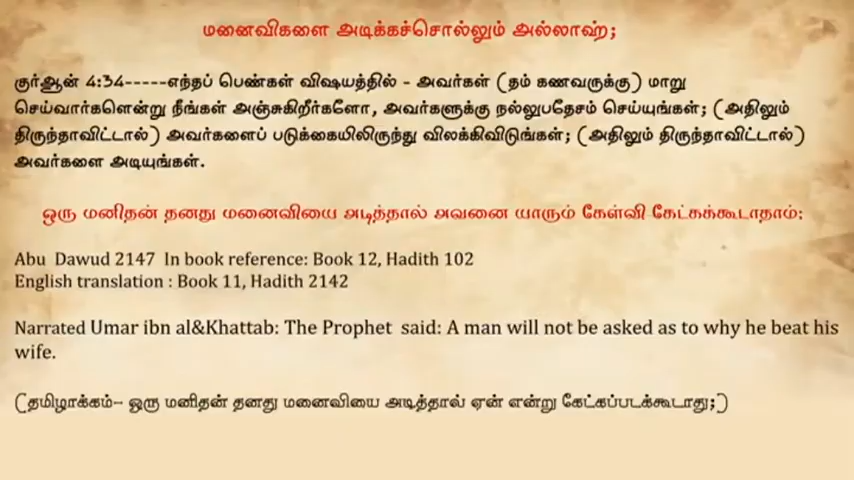 மனைவிகளை அடிக்கச்சொல்லும் அல்லாஹ்;
குர்ஆன் 4:34-----எந்தப் பெண்கள் விஷயத்தில் - அவர்கள் (தம் கணவருக்கு) மாறு
செய்வார்களென்று நீங்கள் அஞ்சுகிறீர்களோ, அவர்களுக்கு நல்லுபதேசம் செய்யுங்கள்; (அதிலும்
திருந்தாவிட்டால்) அவர்களைப் படுக்கையிலிருந்து விலக்கிவிடுங்கள்; (அதிலும் திருந்தாவிட்டால்)
அவர்களை அடியுங்கள்.
ஒரு மனிதன் தனது மனைவியை அடித்தால் அவனை யாரும் கேள்வி கேட்கக்கூடாதாம்:
Abu Dawud 2147 In book reference: Book 12, Hadith 102
English translation : Book 11, Hadith 2142
Narrated Umar ibn al&Khattab: The Prophet said: A man will not be asked as to why he beat his
wife.
(தமிழாக்கம்- ஒரு மனிதன் தனது மனைவியை அடித்தால் ஏன் என்று கேட்கப்படக்கூடாது;)